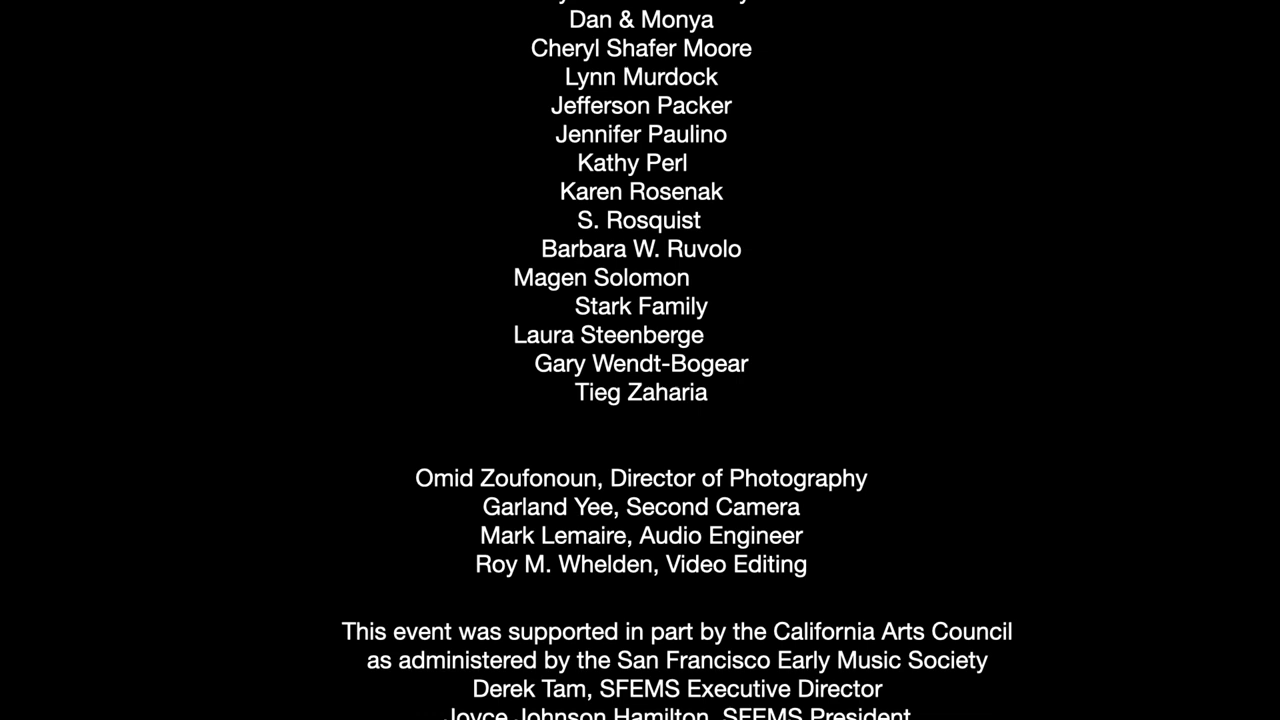 Dan & Monya
Cheryl Shafer Moore
Lynn Murdock
Jefferson Packer
Jennifer Paulino
Kathy Perl
Karen Rosenak
S. Rosquist
Barbara W. Ruvolo
Magen Solomon
Stark Family
Laura Steenberge
Gary Wendt-Bogear
Tieg Zaharia
Omid Zoufonoun, Director of Photography
Garland Yee, Second Camera
Mark Lemaire, Audio Engineer
Roy M. Whelden, Video Editing
This event was supported in part by the California Arts Council
as administered by the San Francisco Early Music Society
Derek Tam, SFEMS Executive Director
Joyce Johnson Hamilton, SFEMS President